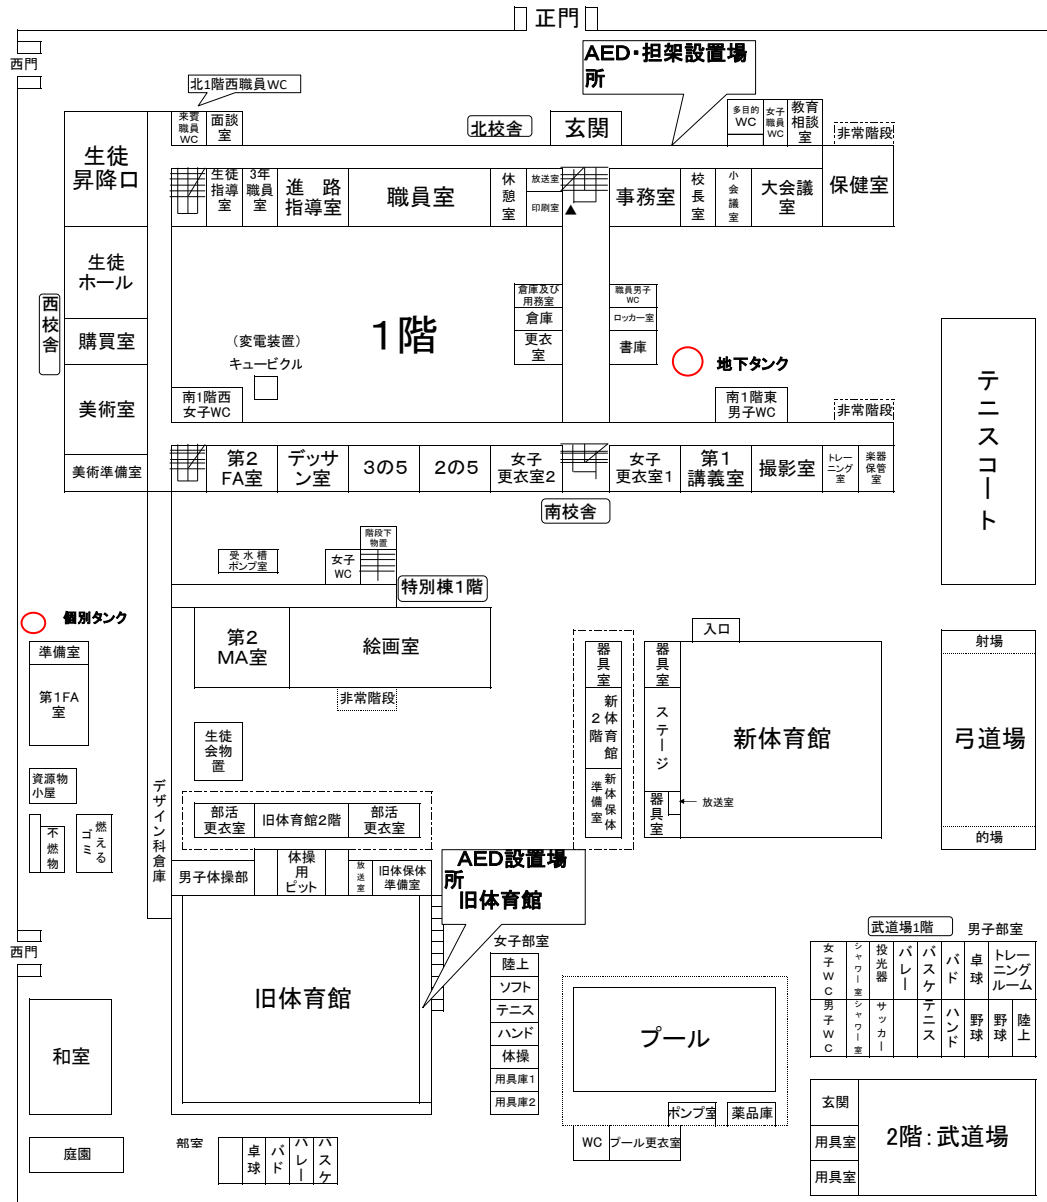 正門
西門
AED・担架設置場
所
北1階西職員WC
来賓
職員
WC
面談
室
北校舎
玄関
多目的
WC
女子
職員
WC
教育
相談
室
非常階段
生徒
昇降口
生徒
指導
室
3年
職員
室
進 路
指導室
職員室
休
憩
室
放送室
印刷室
▲
事務室
校
長
室
小
会
議
室
大会議
室
保健室
生徒
ホール
西
校
舎
購買室
美術室
美術準備室
1階
(変電装置)
キュービクル
倉庫及び
用務室
倉庫
更衣
室
職員男子
WC
ロッカー室
書庫
地下タンク
テニスコート
南1階西
女子WC
南1階東
男子WC
非常階段
第2
FA室
デッサ
ン室
3の5
2の5
女子
更衣室2
女子
更衣室1
第1
講義室
撮影室
トレー
ニング
室
楽器
保管
室
南校舎
受 水 槽
ポンプ室
女子
WC
階段下
物置
特別棟1階
個別タンク
第2
MA室
絵画室
非常階段
準備室
第1FA
室
生徒
会物
置
資源物
小屋
不
燃
物
燃える
ゴミ
デザイン科倉庫
器
具
室
新体育館
2階
新体保体
準備室
入口
器
具
室
ステージ
器
具
室
放送室
新体育館
射場
弓道場
的場
部活
更衣室
旧体育館2階
部活
更衣室
男子体操部
体操
用
ピット
放
送
室
旧体保体
準備室
AED設置場
所
旧体育館
旧体育館
西門
和室
庭園
女子部室
陸上
ソフト
テニス
ハンド
体操
用具庫1
用具庫2
プール
ポンプ室
薬品庫
WC
プール更衣室
武道場1階
男子部室
女子WC
シャワー室
投光器
バレー
バスケ
バド
卓球
トレー
ニング
ルーム
男子WC
シャワー室
サッカー
テニス
ハンド
野球
野球
陸上
玄関
用具室
用具室
2階:武道場
部室
卓球
バド
バレー
バスケ